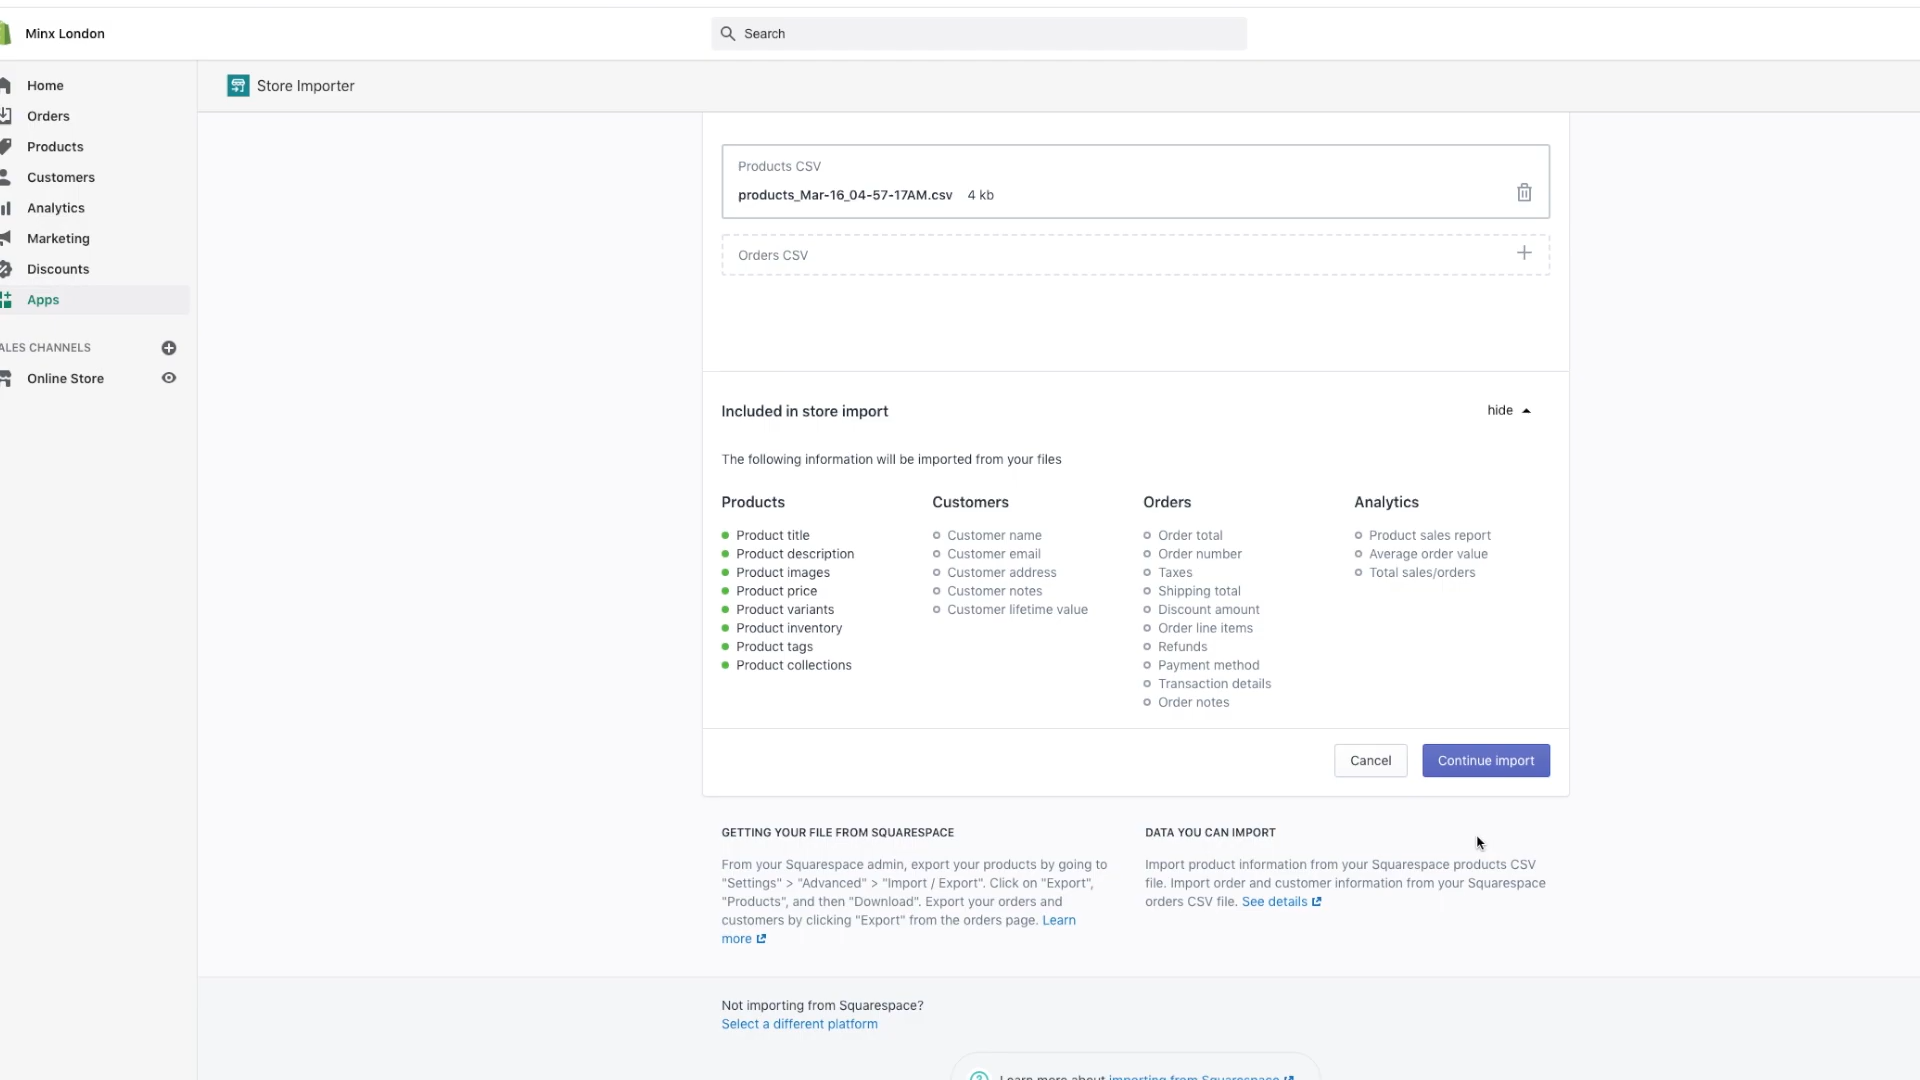 Minx London
Search
Home
Orders
Products
Customers
Analytics
Marketing
Discounts
Apps
ALES CHANNELS
Online Store
Store Importer
Products CSV
products_Mar-16_04-57-17AM.csv 4 kb
Orders CSV
Included in store import
hide
The following information will be imported from your files
Products
Product title
Product description
Product images
Product price
Product variants
Product inventory
Product tags
Product collections
Customers
Customer name
Customer email
Customer address
Customer notes
Customer lifetime value
Orders
Order total
Order number
Taxes
Shipping total
Discount amount
Order line items
Refunds
Payment method
Transaction details
Order notes
Analytics
Product sales report
Average order value
Total sales/orders
Cancel
Continue import
GETTING YOUR FILE FROM SQUARESPACE
From your Squarespace admin, export your products by going to
"Settings" > "Advanced" > "Import / Export". Click on "Export",
"Products", and then "Download". Export your orders and
customers by clicking "Export" from the orders page. Learn
more
DATA YOU CAN IMPORT
Import product information from your Squarespace products CSV
file. Import order and customer information from your Squarespace
orders CSV file. See details
Not importing from Squarespace?
Select a different platform
Learn more about importing from Squarespace